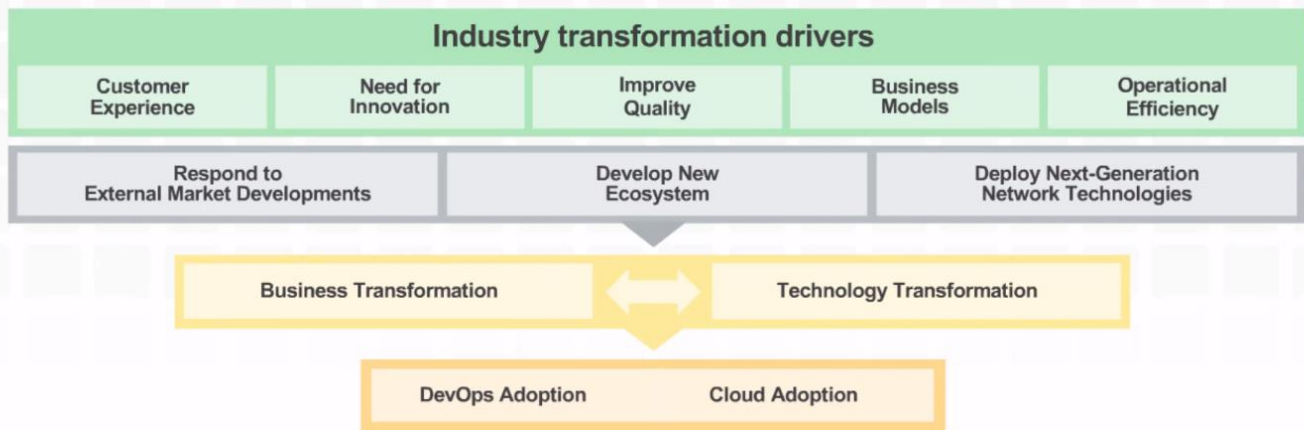 Industry transformation drivers
Customer
Experience
Need for
Innovation
Improve
Quality
Business
Models
Operational
Efficiency
Respond to
External Market Developments
Develop New
Ecosystem
Deploy Next-Generation
Network Technologies
Business Transformation
Technology Transformation
DevOps Adoption
Cloud Adoption